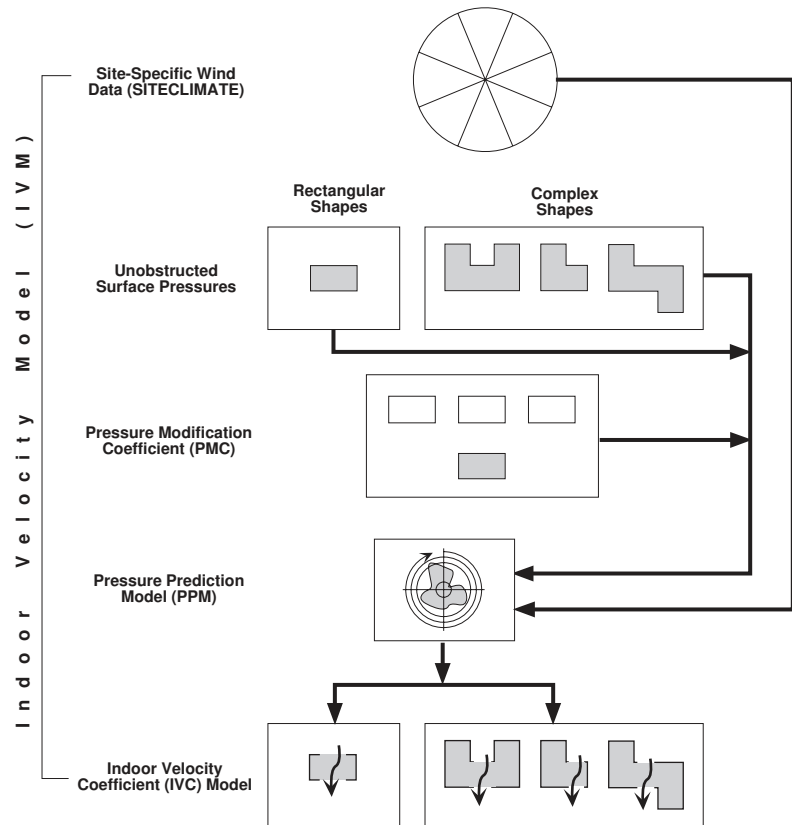 Indoor Velocity Model (IVM)
Site-Specific Wind
Data (SITECLIMATE)
Rectangular
Shapes
Complex
Shapes
Unobstructed
Surface Pressures
Pressure Modification
Coefficient (PMC)
Pressure Prediction
Model (PPM)
Indoor Velocity
Coefficient (IVC) Model